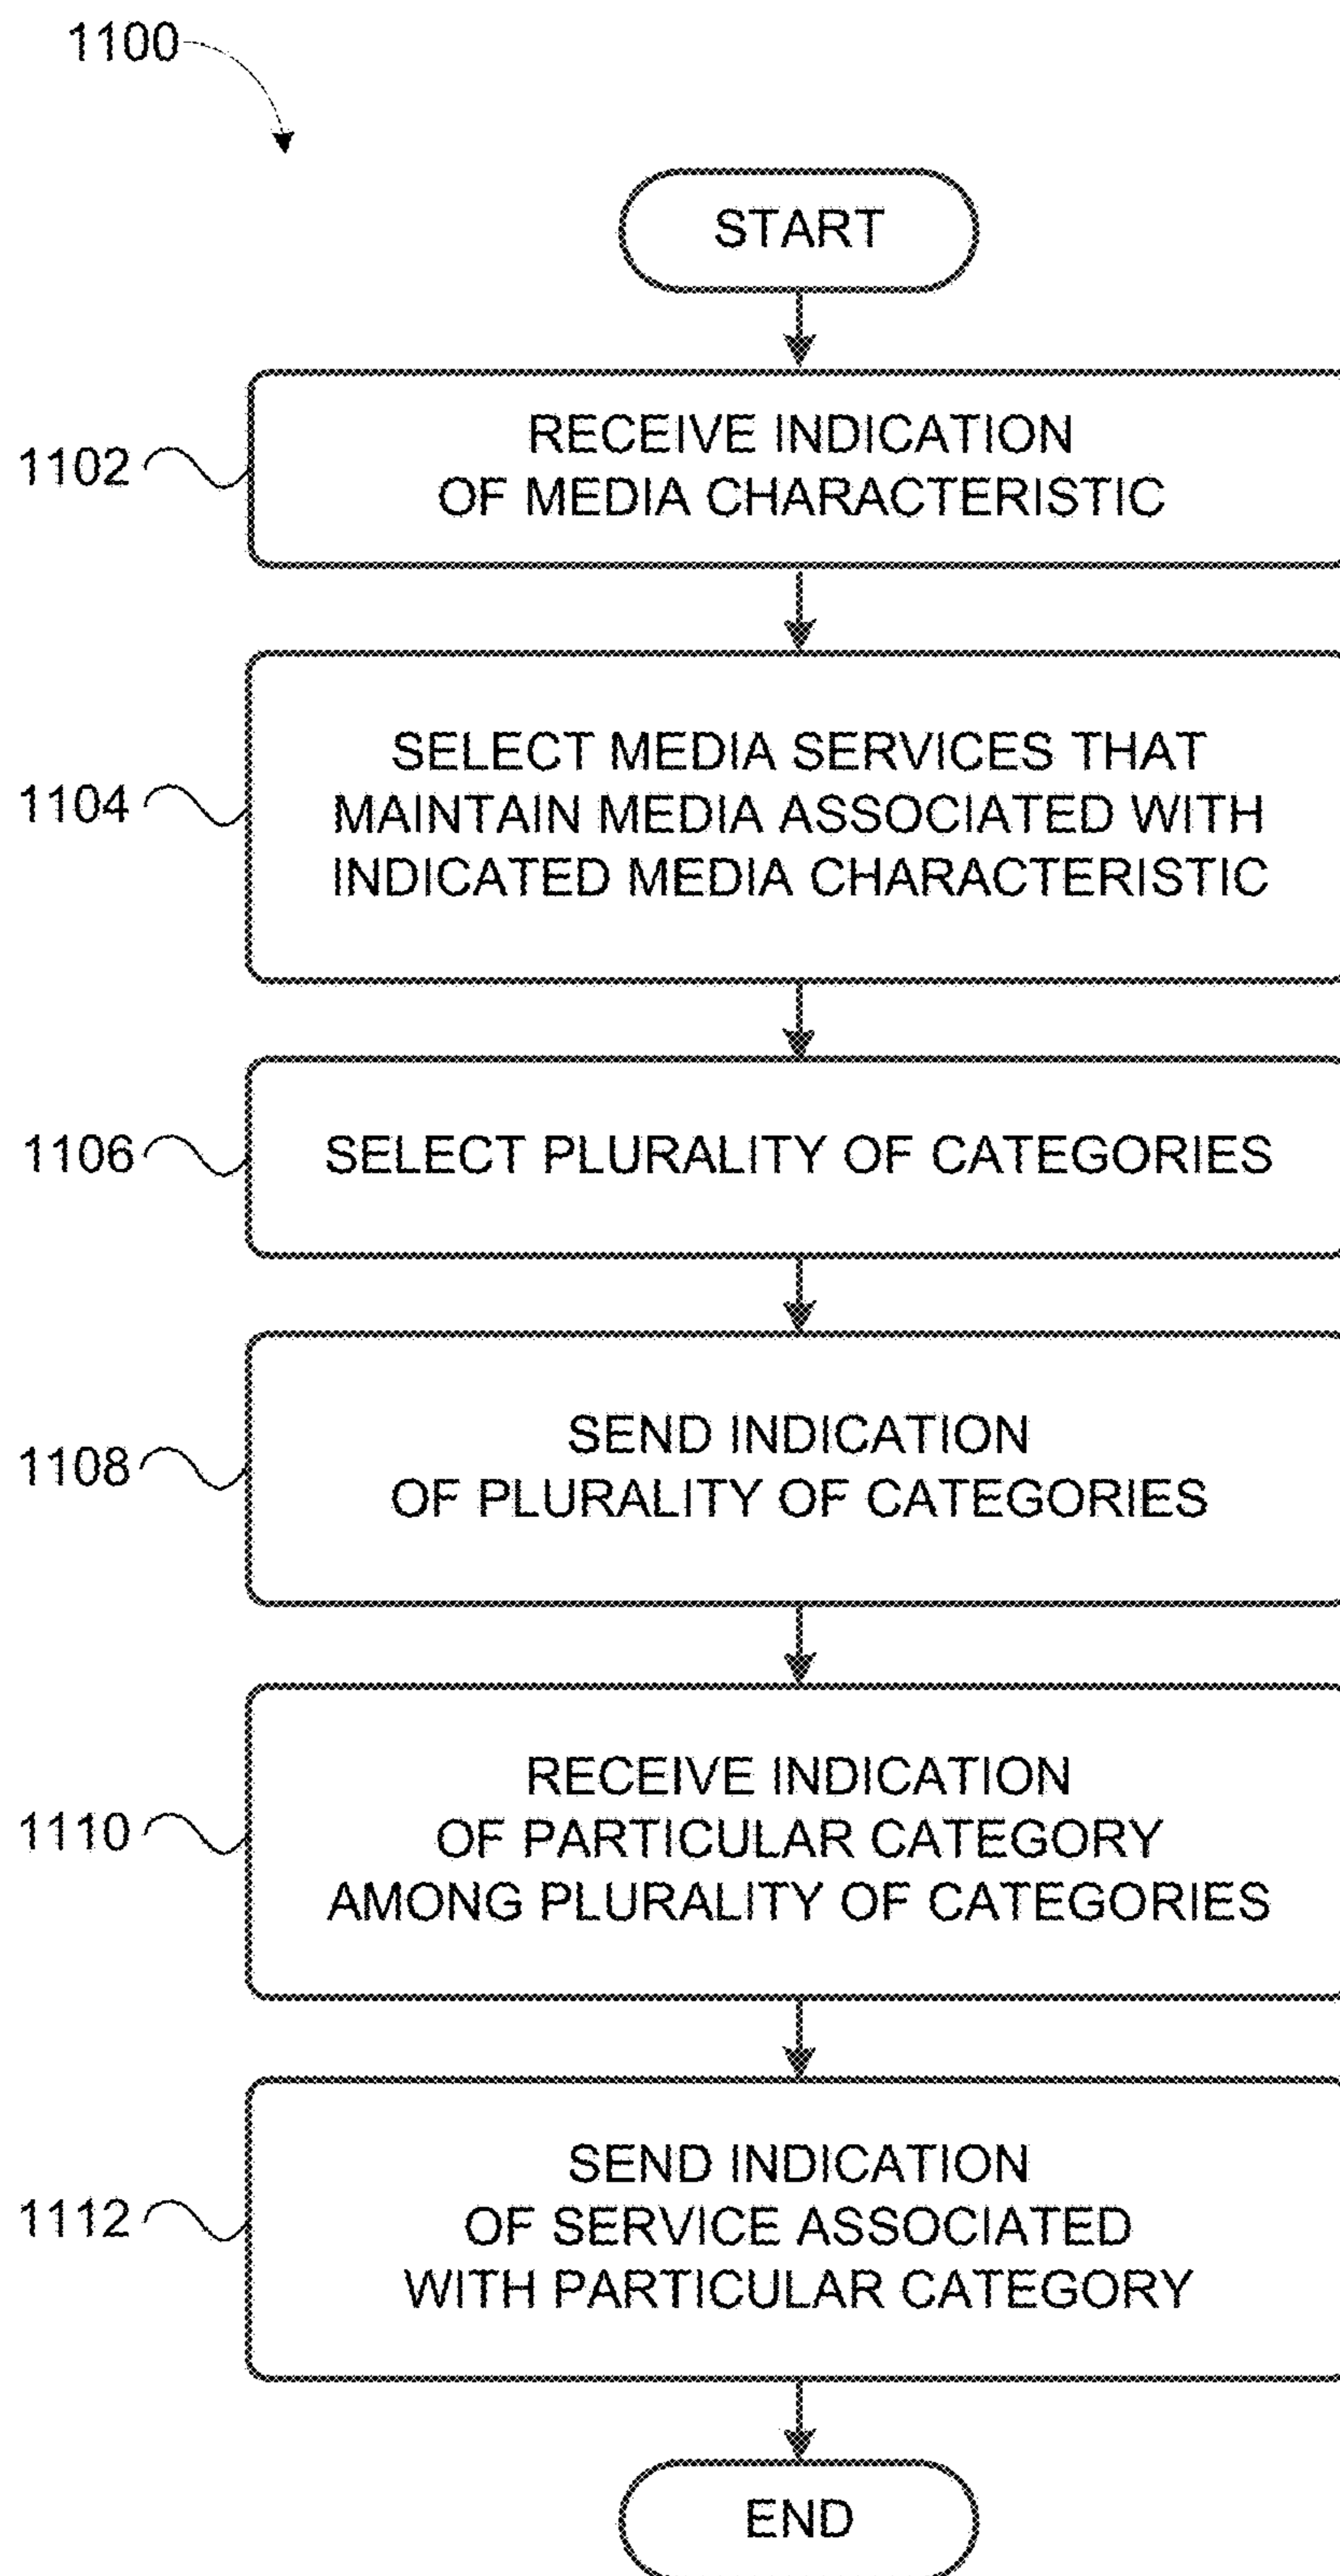 1100
START
1102
RECEIVE INDICATION
OF MEDIA CHARACTERISTIC
1104
SELECT MEDIA SERVICES THAT
MAINTAIN MEDIA ASSOCIATED WITH
INDICATED MEDIA CHARACTERISTIC
1106
SELECT PLURALITY OF CATEGORIES
1108
SEND INDICATION
OF PLURALITY OF CATEGORIES
1110
RECEIVE INDICATION
OF PARTICULAR CATEGORY
AMONG PLURALITY OF CATEGORIES
1112
SEND INDICATION
OF SERVICE ASSOCIATED
WITH PARTICULAR CATEGORY
END